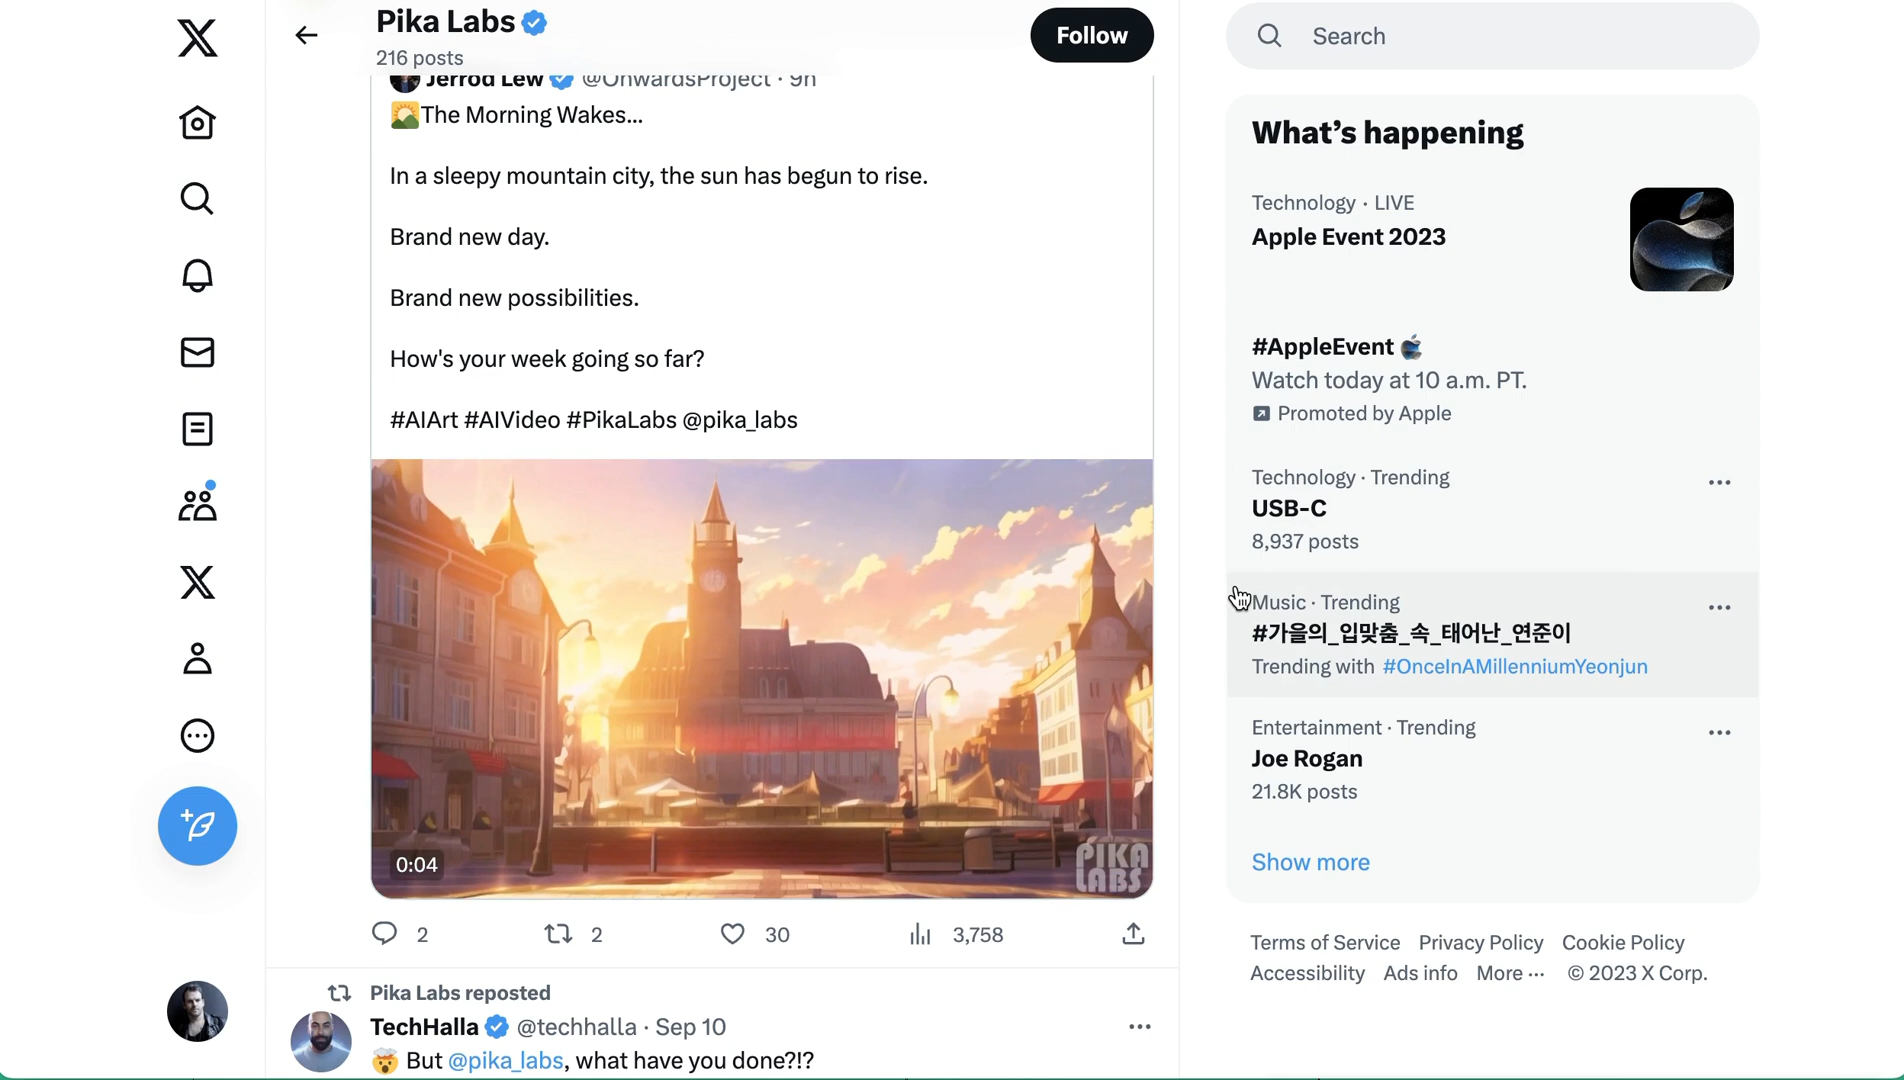 Pika Labs
216 posts
Follow
Jerrod Lew @OnwardsProject · 9h
The Morning Wakes...
In a sleepy mountain city, the sun has begun to rise.
Brand new day.
Brand new possibilities.
How's your week going so far?
#AIArt #AIVideo #PikaLabs @pika_labs
0:04
PIKA
LABS
2 2 30 3,758
Pika Labs reposted
TechHalla @techhalla · Sep 10
But @pika_labs, what have you done?!?
Search
What's happening
Technology · LIVE
Apple Event 2023
#AppleEvent
Watch today at 10 a.m. PT.
Promoted by Apple
Technology · Trending
USB-C
8,937 posts
Music · Trending
#가을의_입맞춤_속_태어난_연준이
Trending with #OnceInAMillenniumYeonjun
Entertainment · Trending
Joe Rogan
21.8K posts
Show more
Terms of Service Privacy Policy Cookie Policy
Accessibility Ads info More ··· © 2023 X Corp.